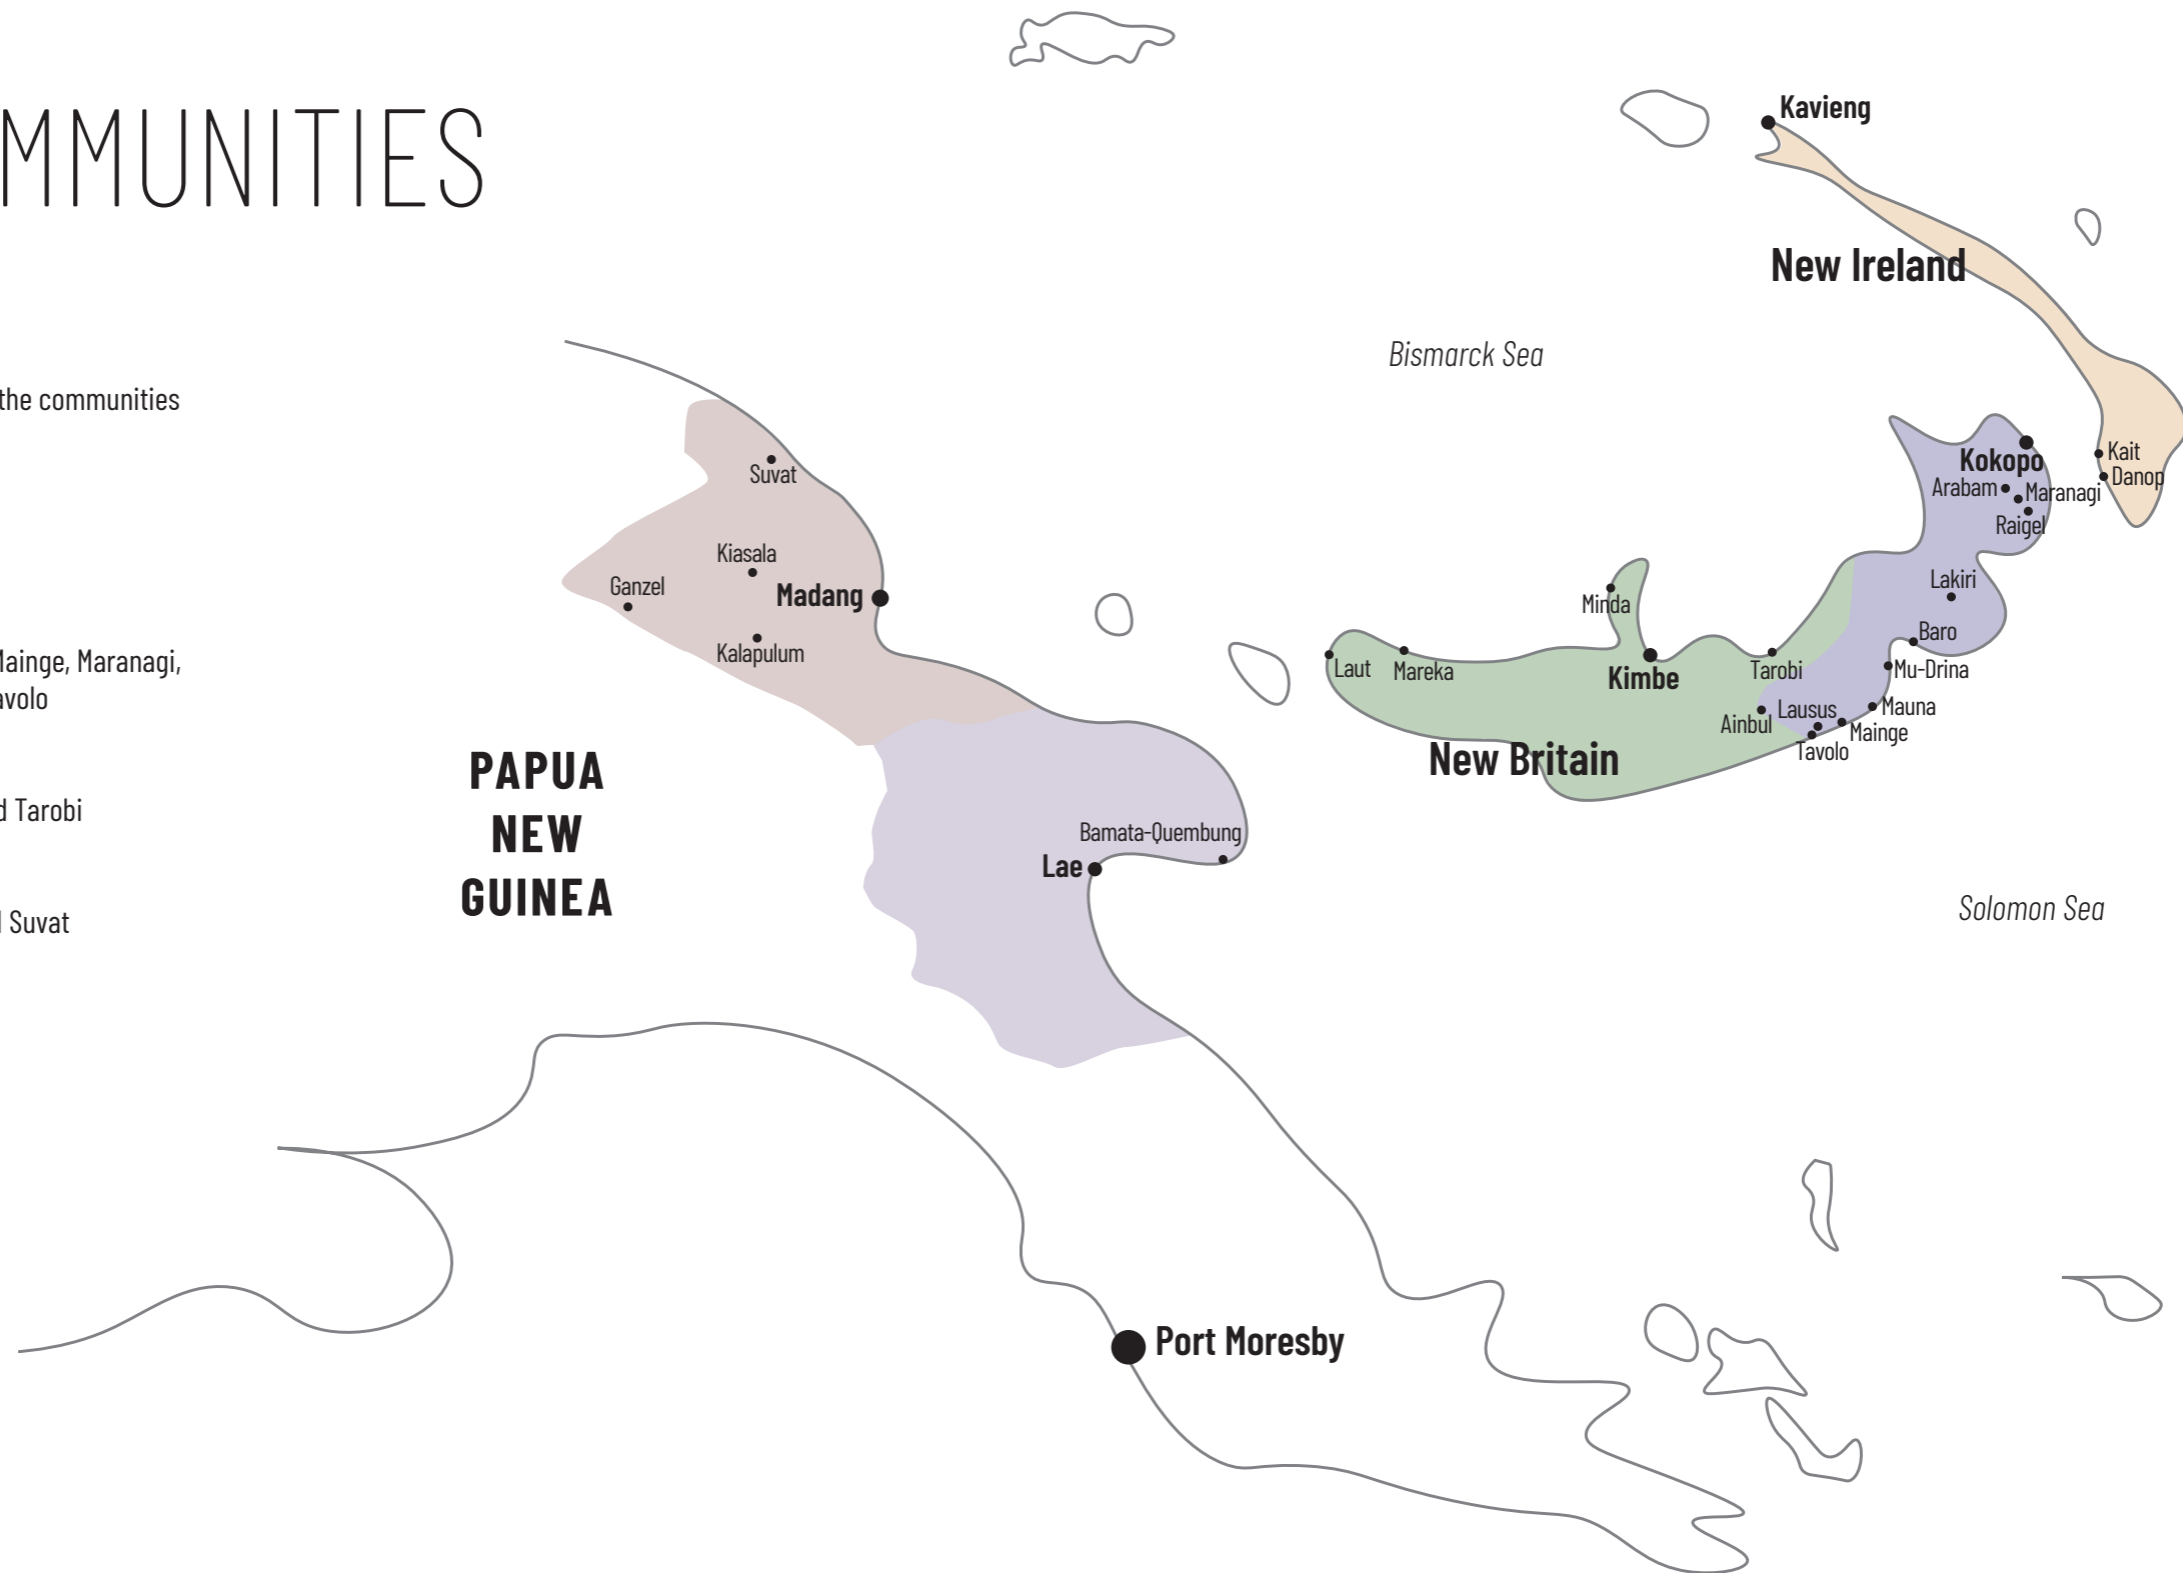 MMUNITIES
the communities
Mainge, Maranagi,
avolo
d Tarobi
Suvat
Kavieng
New Ireland
Bismarck Sea
Suvat
Kiasala
Ganzel
Madang
Kalapulum
Kokopo
Kait
Danop
Arabam
Maranagi
Raigel
Lakiri
Minda
Baro
Laut
Mareka
Kimbe
Tarobi
Mu-Drina
Ainbul
Lausus
Mauna
Mainge
Tavolo
New Britain
PAPUA
NEW
GUINEA
Bamata-Quembung
Lae
Solomon Sea
Port Moresby